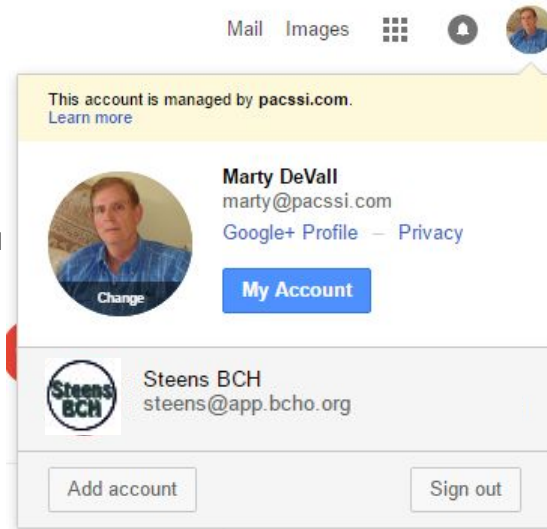 Mail Images
This account is managed by pacssi.com.
Learn more
Marty DeVall
marty@pacssi.com
Google+ Profile – Privacy
Change
My Account
Steens
BCH
Steens BCH
steens@app.bcho.org
Add account Sign out